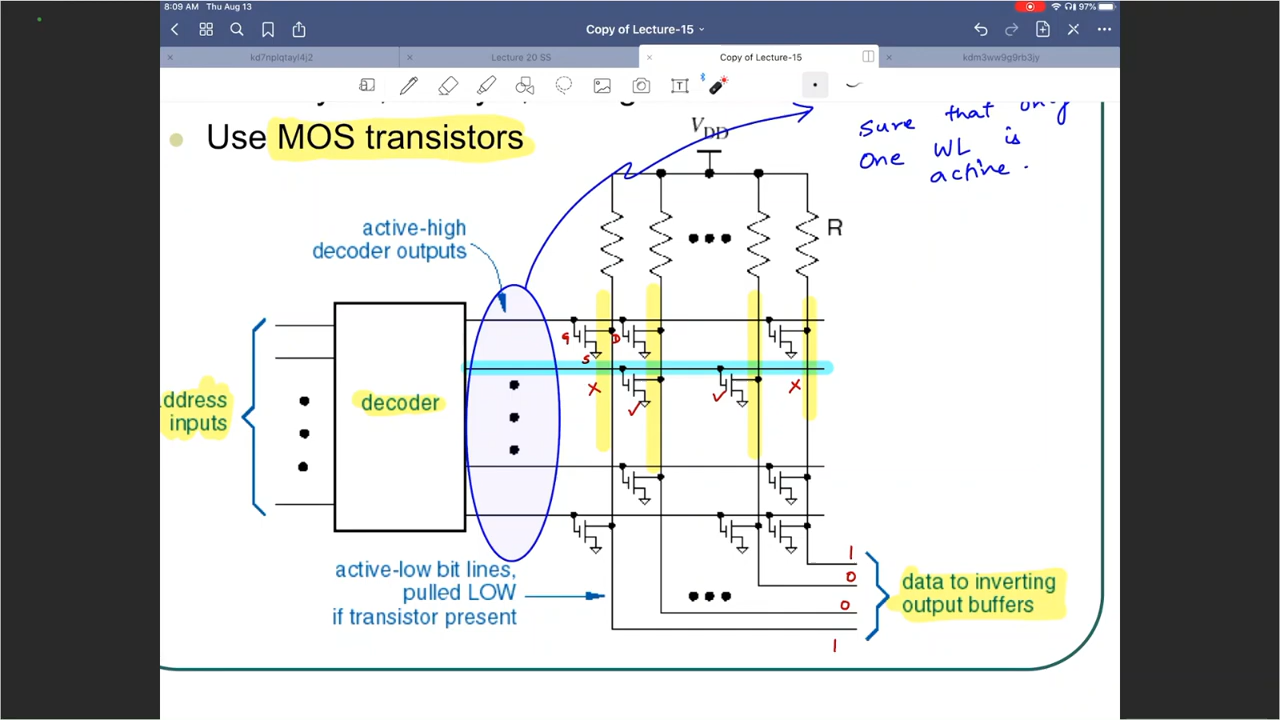 8:09 AM Thu Aug 13
97%
Copy of Lecture-15
kd7nplqtayl4j2
Lecture 20 SS
Copy of Lecture-15
kdm3ww9g9rb3jy
T
sure that only
one WL is
active.
Use MOS transistors
VDD
R
active-high
decoder outputs
G
D
S
X
✓
✓
X
ddress
inputs
decoder
active-low bit lines,
pulled LOW
if transistor present
1
0
0
1
data to inverting
output buffers